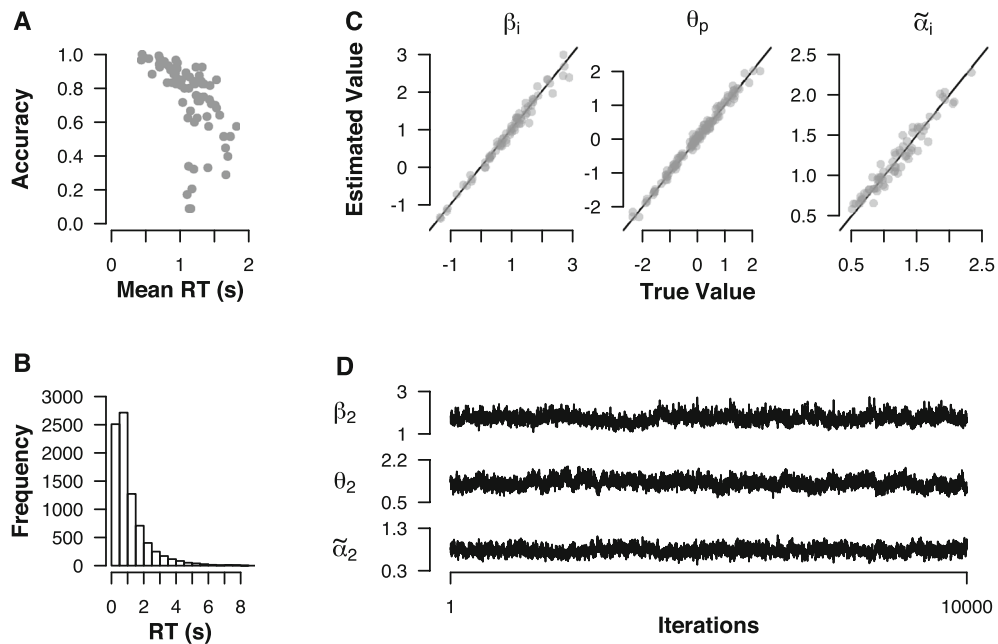 A
1.0
0.8
0.6
0.4
0.2
0.0
Accuracy
0 1 2
Mean RT (s)
C
βi θp α̃i
Estimated Value
3
2
1
0
-1
-1 1 3
2
1
0
-1
-2
-2 0 1 2
2.5
2.0
1.5
1.0
0.5
0.5 1.5 2.5
True Value
B
3000
2500
2000
1500
1000
500
0
Frequency
0 2 4 6 8
RT (s)
D
β2
3
1
θ2
2.2
0.5
α̃2
1.3
0.3
1 10000
Iterations